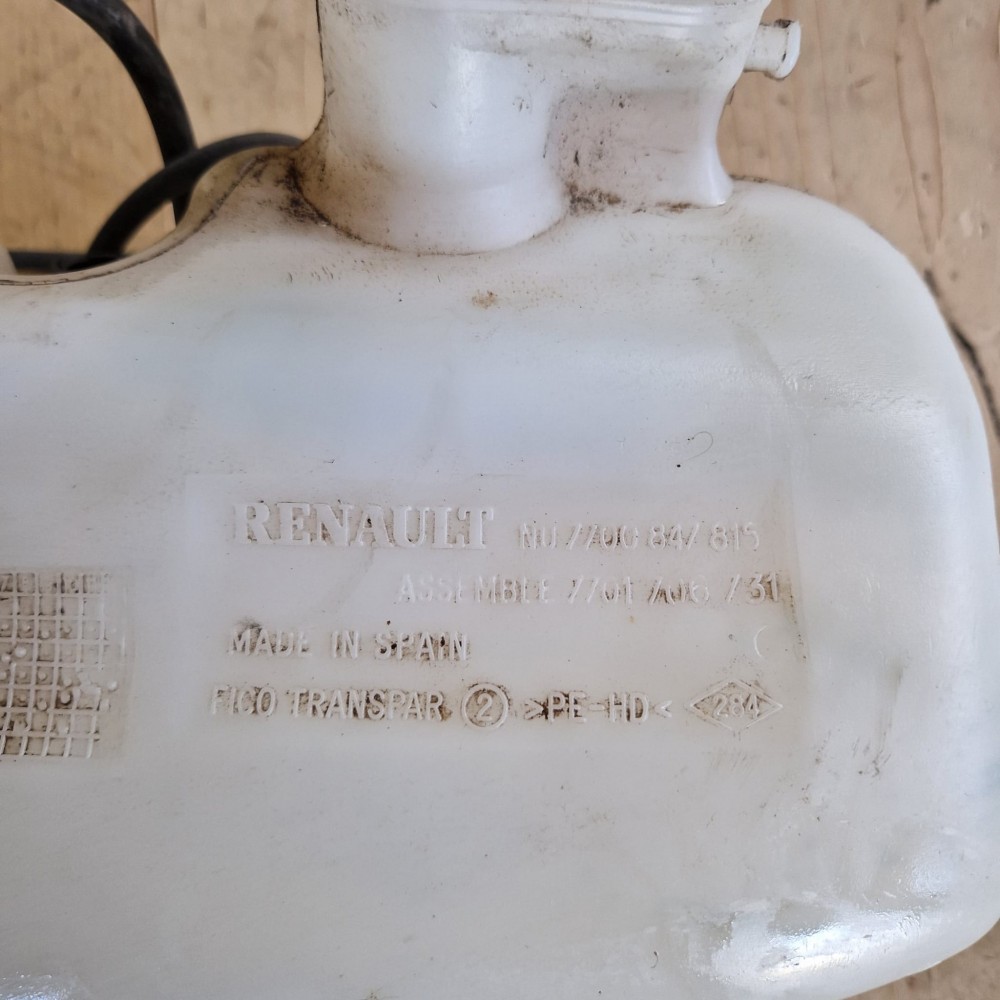 RENAULT NU 7700 847 815
ASSEMBLE 7701 706 731
MADE IN SPAIN
FICO TRANSPAR. 2 >PE-HD< 284